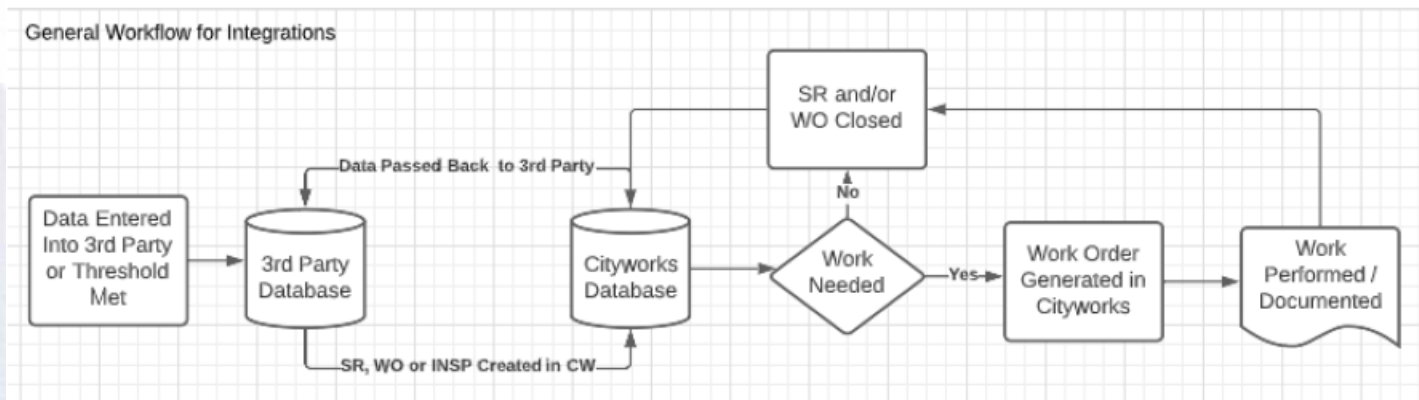 General Workflow for Integrations
SR and/or
WO Closed
Data Passed Back to 3rd Party
No
Data Entered
Into 3rd Party
or Threshold
Met
3rd Party
Database
Cityworks
Database
Work
Needed
Yes
Work Order
Generated in
Cityworks
Work
Performed /
Documented
SR, WO or INSP Created in CW